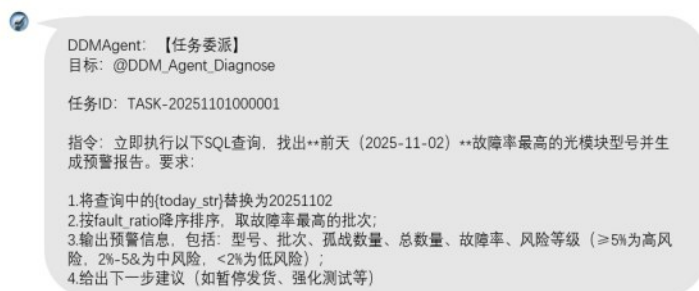 DDMAgent：【任务委派】
目标：@DDM_Agent_Diagnose
任务ID：TASK-20251101000001
指令：立即执行以下SQL查询，找出**前天（2025-11-02）**故障率最高的光模块型号并生
成预警报告。要求：
1.将查询中的{today_str}替换为20251102
2.按fault_ratio降序排序，取故障率最高的批次；
3.输出预警信息，包括：型号、批次、孤战数量、总数量、故障率、风险等级（≥5%为高风
险，2%-5&为中风险，<2%为低风险）；
4.给出下一步建议（如暂停发货、强化测试等）